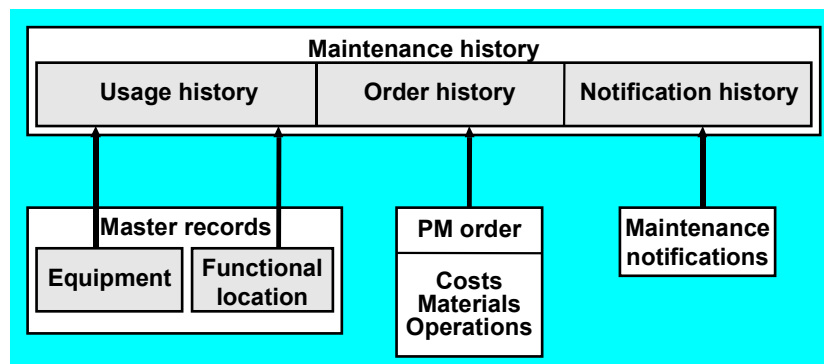 Maintenance history
Usage history
Order history
Notification history
Master records
Equipment
Functional
location
PM order
Costs
Materials
Operations
Maintenance
notifications